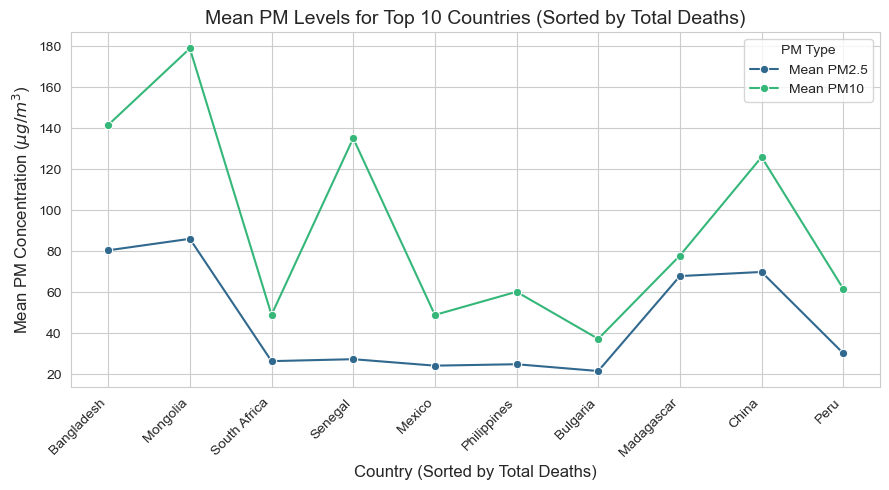 Mean PM Levels for Top 10 Countries (Sorted by Total Deaths)
PM Type
Mean PM2.5
Mean PM10
Mean PM Concentration (μg/m³)
180
160
140
120
100
80
60
40
20
Bangladesh
Mongolia
South Africa
Senegal
Mexico
Philippines
Bulgaria
Madagascar
China
Peru
Country (Sorted by Total Deaths)